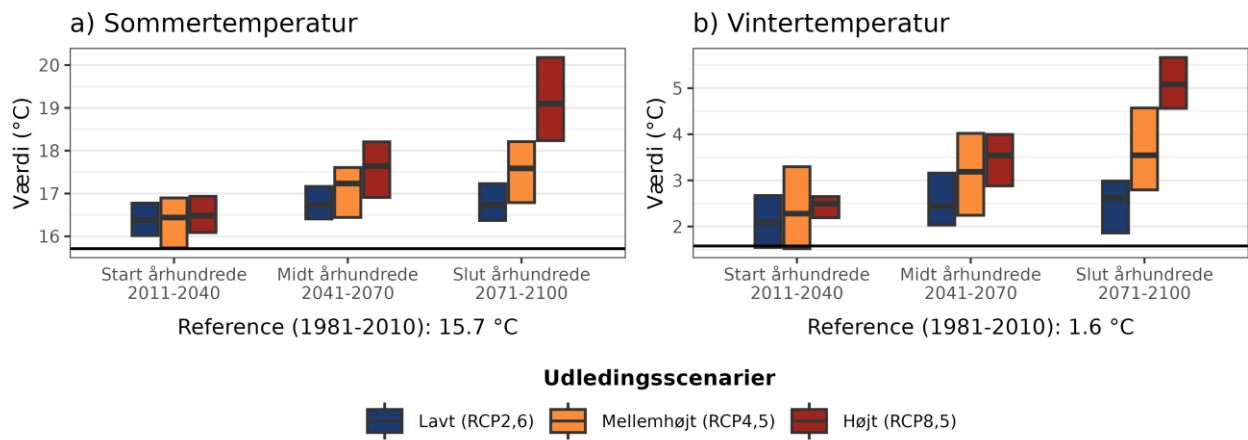 a) Sommertemperatur
Værdi (°C)
20
19
18
17
16
Start århundrede
2011-2040
Midt århundrede
2041-2070
Slut århundrede
2071-2100
Reference (1981-2010): 15.7 °C
b) Vintertemperatur
Værdi (°C)
5
4
3
2
Start århundrede
2011-2040
Midt århundrede
2041-2070
Slut århundrede
2071-2100
Reference (1981-2010): 1.6 °C
Udledingsscenarier
Lavt (RCP2,6)
Mellemhøjt (RCP4,5)
Højt (RCP8,5)